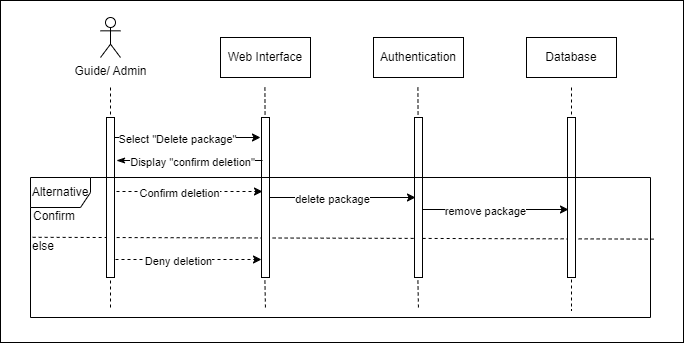 Guide/ Admin
Web Interface
Authentication
Database
Select "Delete package"
Display "confirm deletion"
Alternative
Confirm deletion
delete package
Confirm
remove package
else
Deny deletion